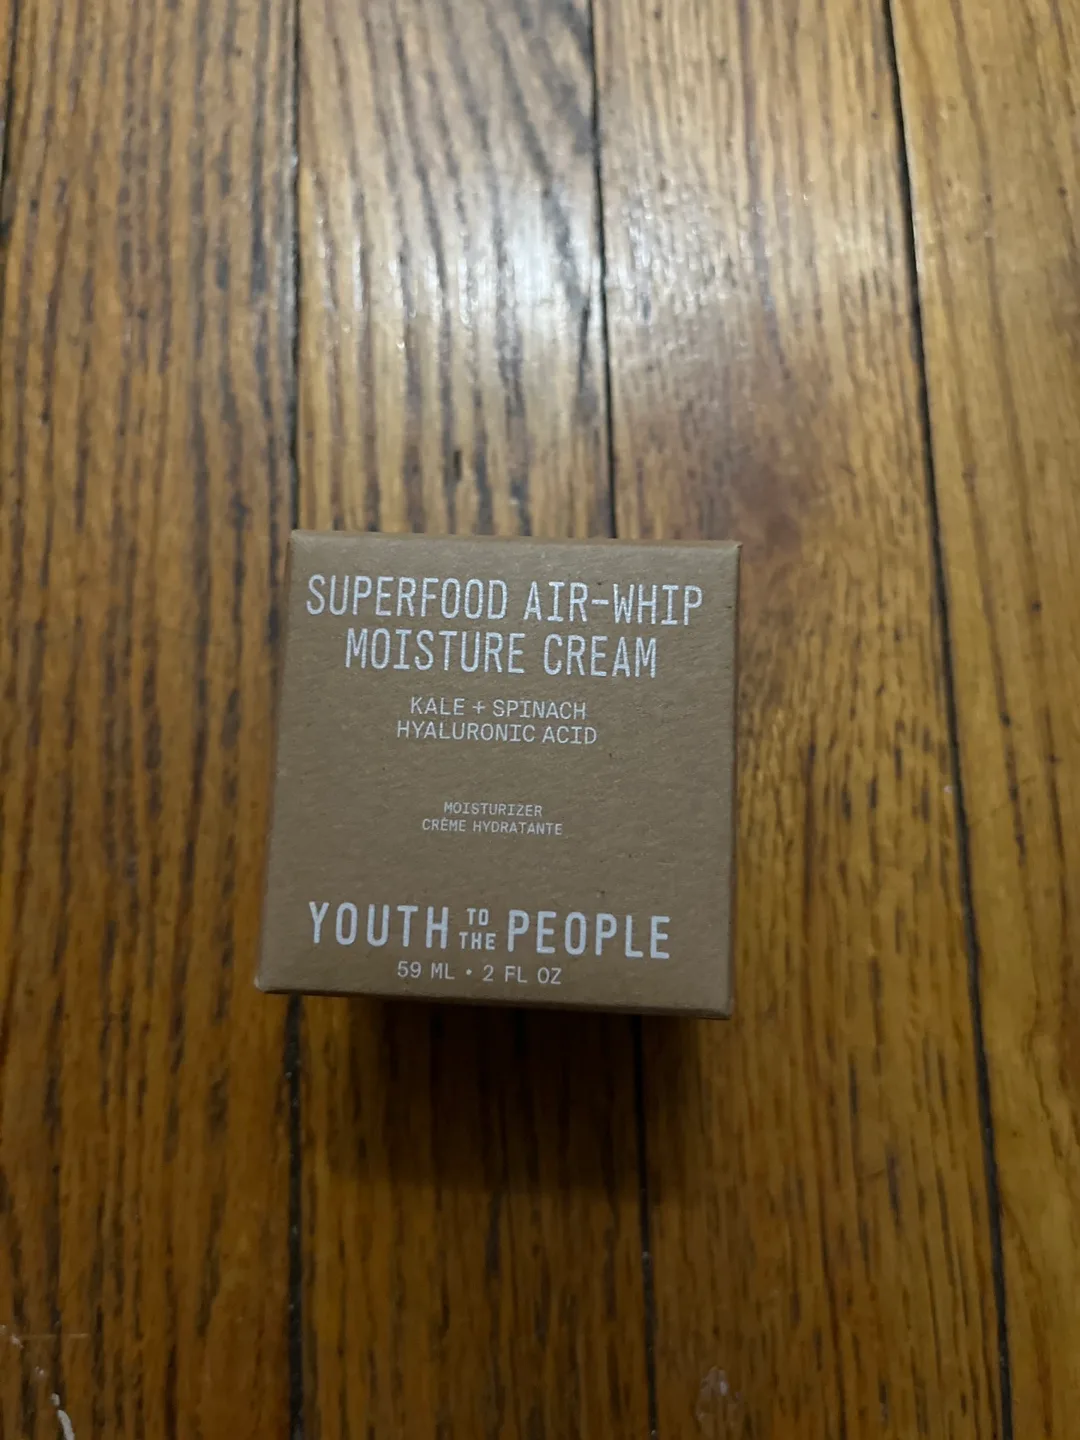 SUPERFOOD AIR-WHIP
MOISTURE CREAM
KALE + SPINACH
HYALURONIC ACID
MOISTURIZER
CRÈME HYDRATANTE
YOUTH TO THE PEOPLE
59 ML • 2 FL OZ